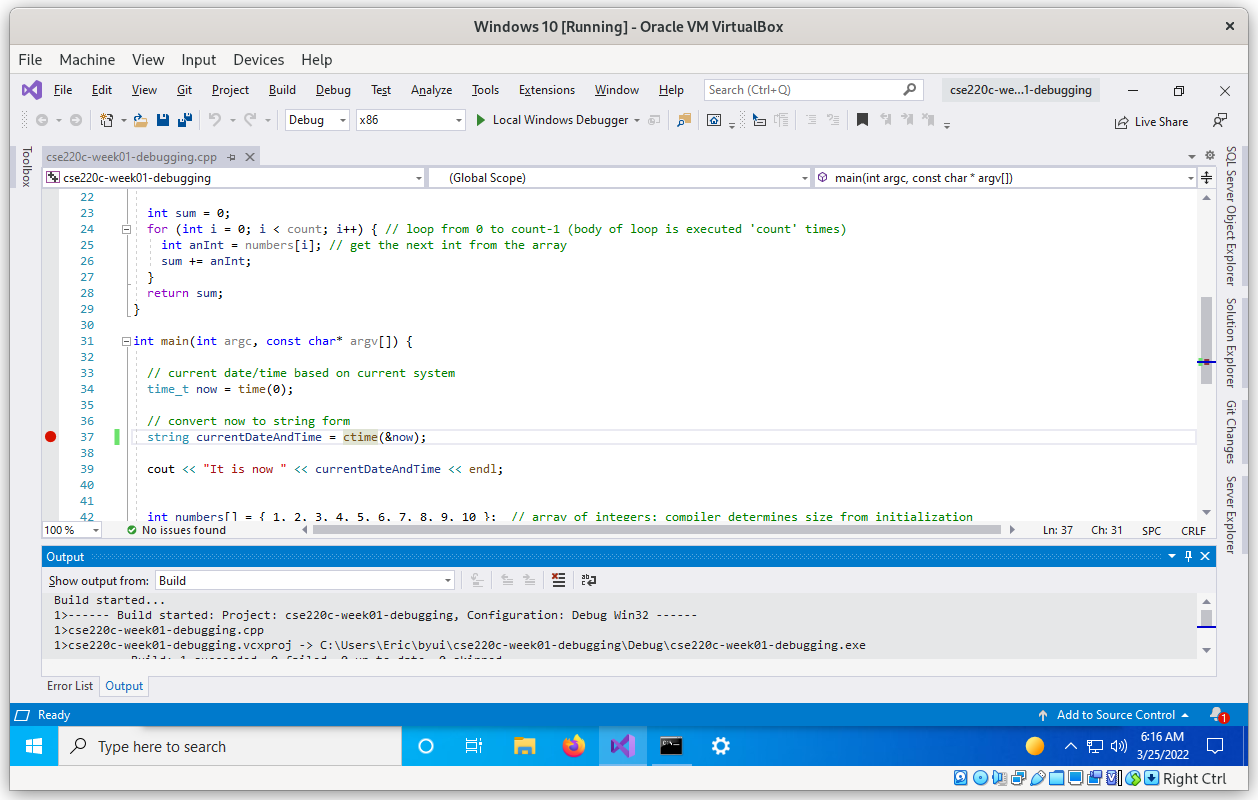 Windows 10 [Running] - Oracle VM VirtualBox
File Machine View Input Devices Help
File Edit View Git Project Build Debug Test Analyze Tools Extensions Window Help Search (Ctrl+Q) cse220c-we...1-debugging
Debug x86 Local Windows Debugger Live Share
Toolbox
cse220c-week01-debugging.cpp
cse220c-week01-debugging (Global Scope) main(int argc, const char * argv[])
22
23 int sum = 0;
24 for (int i = 0; i < count; i++) { // loop from 0 to count-1 (body of loop is executed 'count' times)
25 int anInt = numbers[i]; // get the next int from the array
26 sum += anInt;
27 }
28 return sum;
29 }
30
31 int main(int argc, const char* argv[]) {
32
33 // current date/time based on current system
34 time_t now = time(0);
35
36 // convert now to string form
37 string currentDateAndTime = ctime(&now);
38
39 cout << "It is now " << currentDateAndTime << endl;
40
41
42 int numbers[] = { 1, 2, 3, 4, 5, 6, 7, 8, 9, 10 }; // array of integers; compiler determines size from initialization
100 % No issues found Ln: 37 Ch: 31 SPC CRLF
SQL Server Object Explorer
Solution Explorer
Git Changes
Server Explorer
Output
Show output from: Build
Build started...
1>------ Build started: Project: cse220c-week01-debugging, Configuration: Debug Win32 ------
1>cse220c-week01-debugging.cpp
1>cse220c-week01-debugging.vcxproj -> C:\Users\Eric\byui\cse220c-week01-debugging\Debug\cse220c-week01-debugging.exe
Build: 1 succeeded, 0 failed, 0 up-to-date, 0 skipped
Error List Output
Ready Add to Source Control 1
Type here to search 6:16 AM
3/25/2022
Right Ctrl